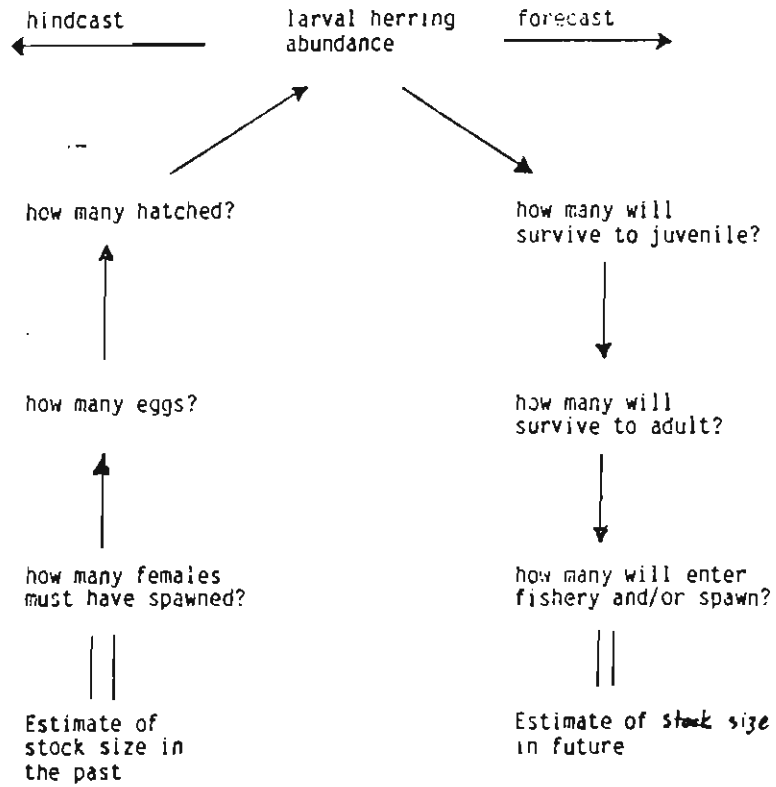 hindcast
larval herring
abundance
forecast
how many hatched?
how many will
survive to juvenile?
how many eggs?
how many will
survive to adult?
how many females
must have spawned?
how many will enter
fishery and/or spawn?
Estimate of
stock size in
the past
Estimate of stock size
in future